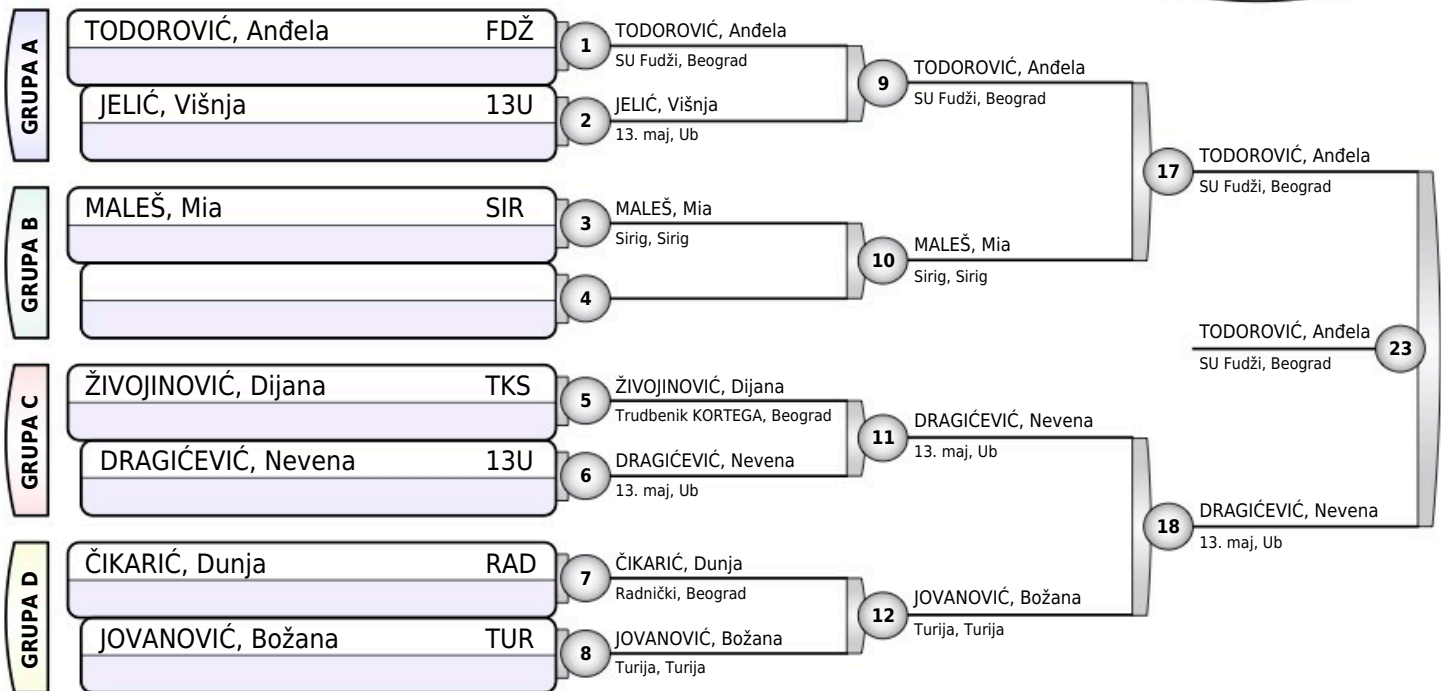 GRUPA A
TODOROVIĆ, Anđela FDŽ
JELIĆ, Višnja 13U
GRUPA B
MALEŠ, Mia SIR
GRUPA C
ŽIVOJINOVIĆ, Dijana TKS
DRAGIĆEVIĆ, Nevena 13U
GRUPA D
ČIKARIĆ, Dunja RAD
JOVANOVIĆ, Božana TUR
1
TODOROVIĆ, Anđela
SU Fudži, Beograd
2
JELIĆ, Višnja
13. maj, Ub
3
MALEŠ, Mia
Sirig, Sirig
4
5
ŽIVOJINOVIĆ, Dijana
Trudbenik KORTEGA, Beograd
6
DRAGIĆEVIĆ, Nevena
13. maj, Ub
7
ČIKARIĆ, Dunja
Radnički, Beograd
8
JOVANOVIĆ, Božana
Turija, Turija
9
TODOROVIĆ, Anđela
SU Fudži, Beograd
10
MALEŠ, Mia
Sirig, Sirig
11
DRAGIĆEVIĆ, Nevena
13. maj, Ub
12
JOVANOVIĆ, Božana
Turija, Turija
17
TODOROVIĆ, Anđela
SU Fudži, Beograd
18
DRAGIĆEVIĆ, Nevena
13. maj, Ub
TODOROVIĆ, Anđela
SU Fudži, Beograd
23